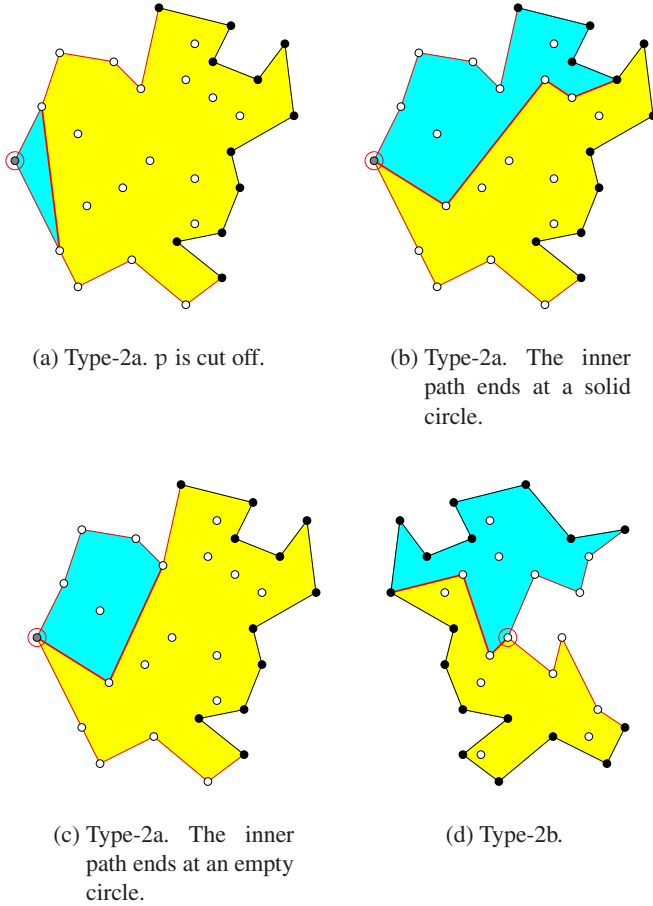 (a) Type-2a. p is cut off.
(b) Type-2a. The inner
path ends at a solid
circle.
(c) Type-2a. The inner
path ends at an empty
circle.
(d) Type-2b.